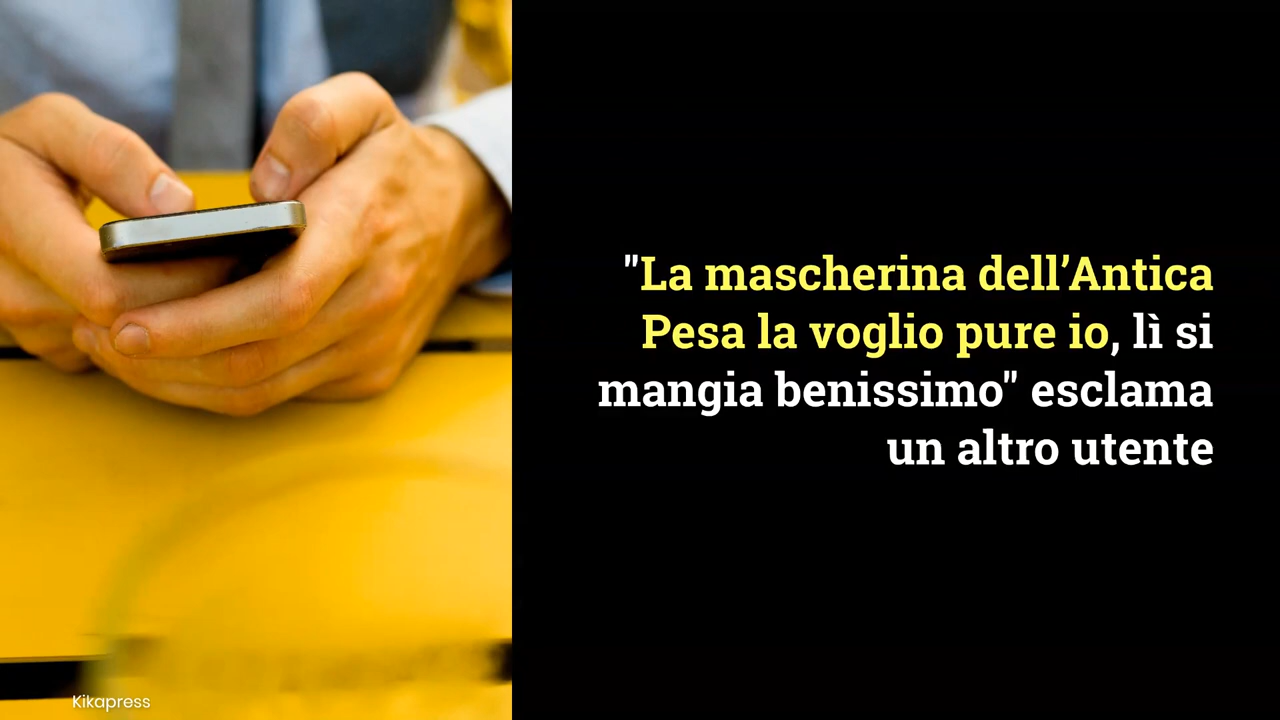 "La mascherina dell’Antica
Pesa la voglio pure io, lì si
mangia benissimo" esclama
un altro utente
Kikapress